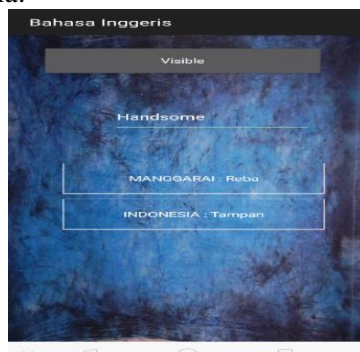 Bahasa Inggeris
Visible
Handsome
MANGGARAI : Reba
INDONESIA : Tampan